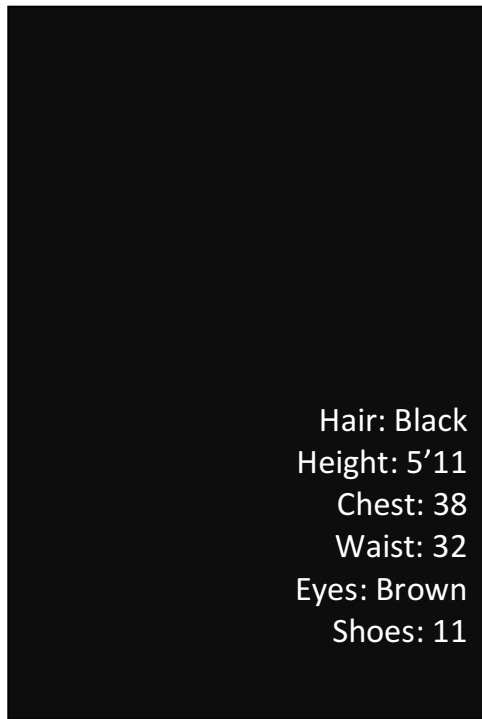 Hair: Black
Height: 5’11
Chest: 38
Waist: 32
Eyes: Brown
Shoes: 11